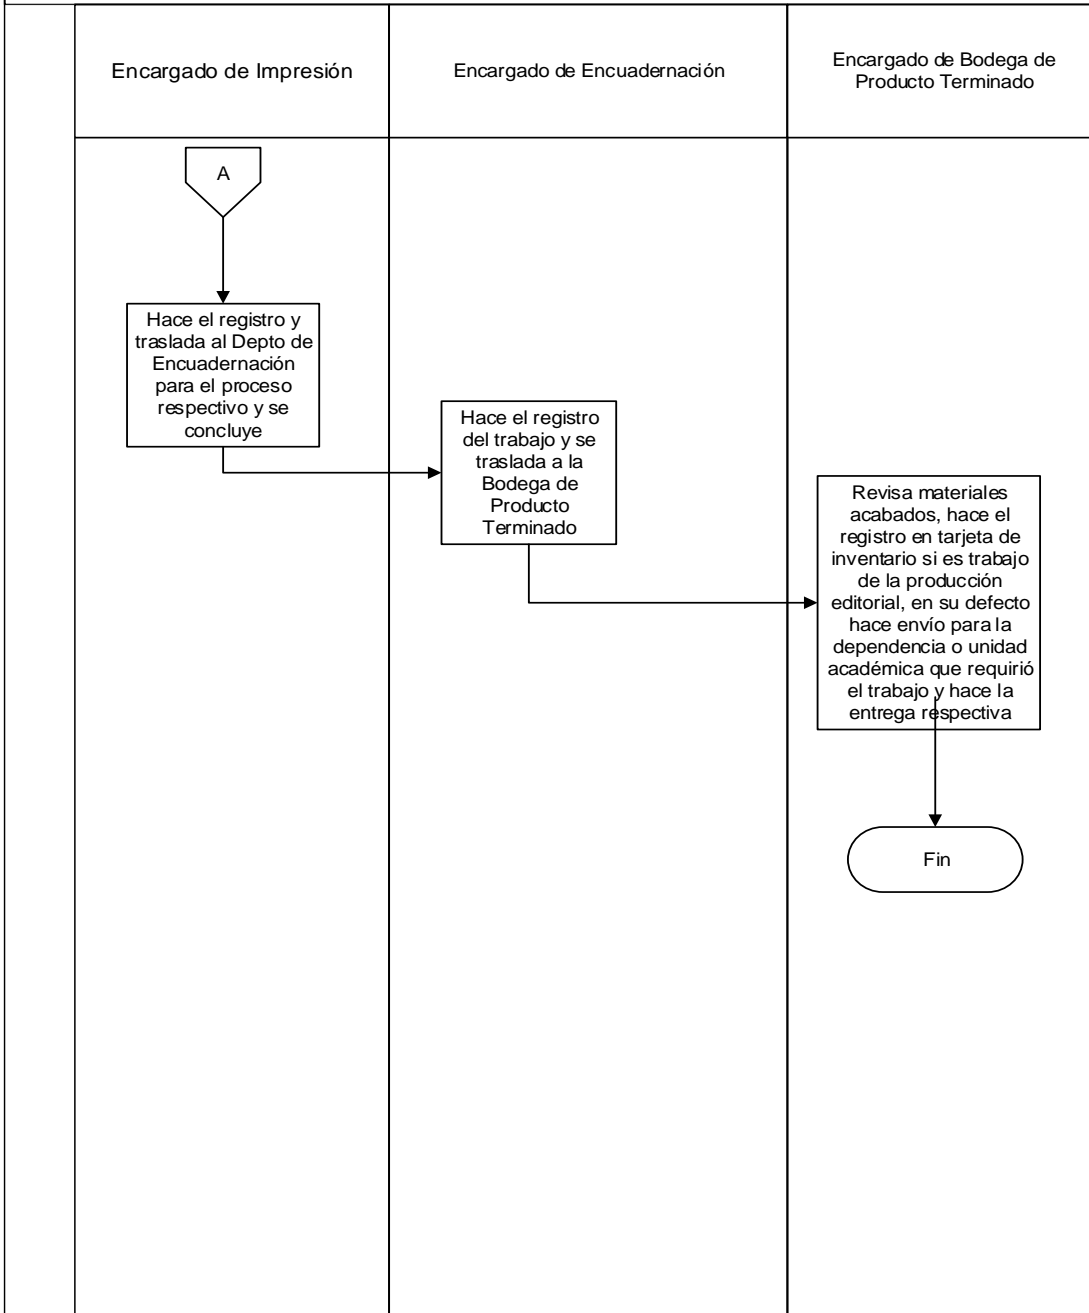 Encargado de Impresión
Encargado de Encuadernación
Encargado de Bodega de
Producto Terminado
A
Hace el registro y
traslada al Depto de
Encuadernación
para el proceso
respectivo y se
concluye
Hace el registro
del trabajo y se
traslada a la
Bodega de
Producto
Terminado
Revisa materiales
acabados, hace el
registro en tarjeta de
inventario si es trabajo
de la producción
editorial, en su defecto
hace envío para la
dependencia o unidad
académica que requirió
el trabajo y hace la
entrega respectiva
Fin